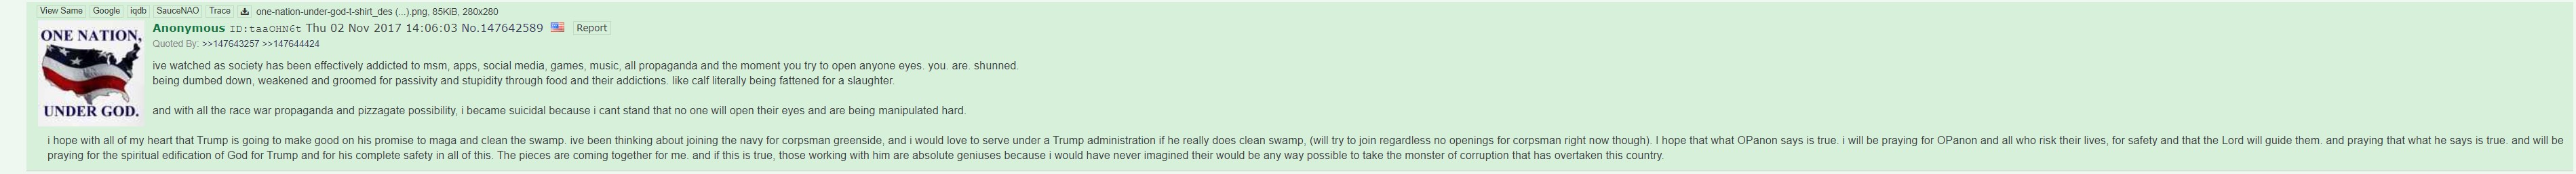 View Same Google iqdb SauceNAO Trace one-nation-under-god-t-shirt_des (...).png, 85KiB, 280x280
ONE NATION,
UNDER GOD.
Anonymous ID:taaOHN6t Thu 02 Nov 2017 14:06:03 No.147642589 Report
Quoted By: >>147643257 >>147644424
ive watched as society has been effectively addicted to msm, apps, social media, games, music, all propaganda and the moment you try to open anyone eyes. you. are. shunned.
being dumbed down, weakened and groomed for passivity and stupidity through food and their addictions. like calf literally being fattened for a slaughter.
and with all the race war propaganda and pizzagate possibility, i became suicidal because i cant stand that no one will open their eyes and are being manipulated hard.
i hope with all of my heart that Trump is going to make good on his promise to maga and clean the swamp. ive been thinking about joining the navy for corpsman greenside, and i would love to serve under a Trump administration if he really does clean swamp, (will try to join regardless no openings for corpsman right now though). I hope that what OPanon says is true. i will be praying for OPanon and all who risk their lives, for safety and that the Lord will guide them. and praying that what he says is true. and will be
praying for the spiritual edification of God for Trump and for his complete safety in all of this. The pieces are coming together for me. and if this is true, those working with him are absolute geniuses because i would have never imagined their would be any way possible to take the monster of corruption that has overtaken this country.